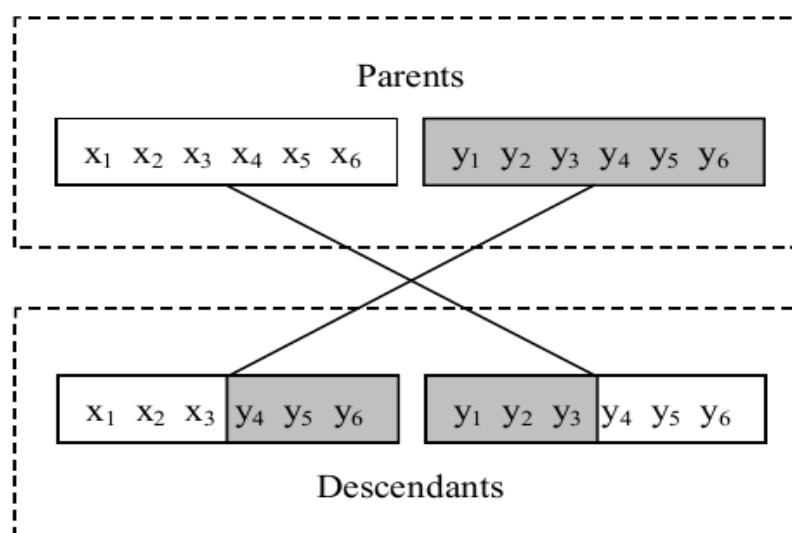 Parents
x₁ x₂ x₃ x₄ x₅ x₆ y₁ y₂ y₃ y₄ y₅ y₆
x₁ x₂ x₃ y₄ y₅ y₆ y₁ y₂ y₃ y₄ y₅ y₆
Descendants